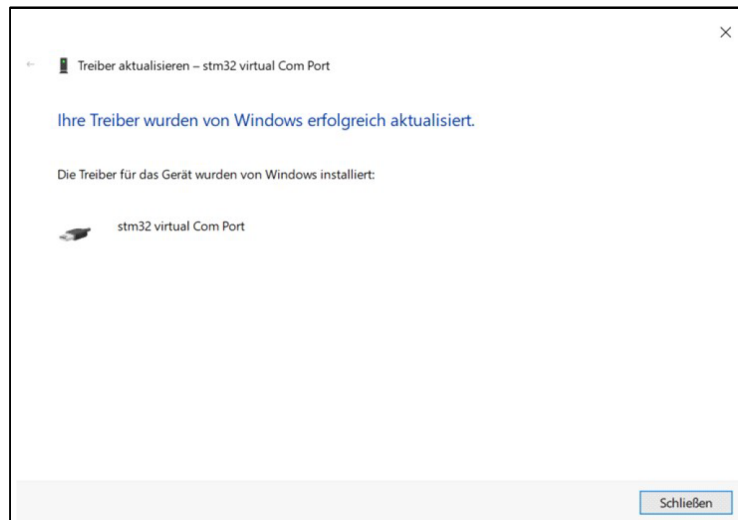 Treiber aktualisieren – stm32 virtual Com Port
Ihre Treiber wurden von Windows erfolgreich aktualisiert.
Die Treiber für das Gerät wurden von Windows installiert:
stm32 virtual Com Port
Schließen